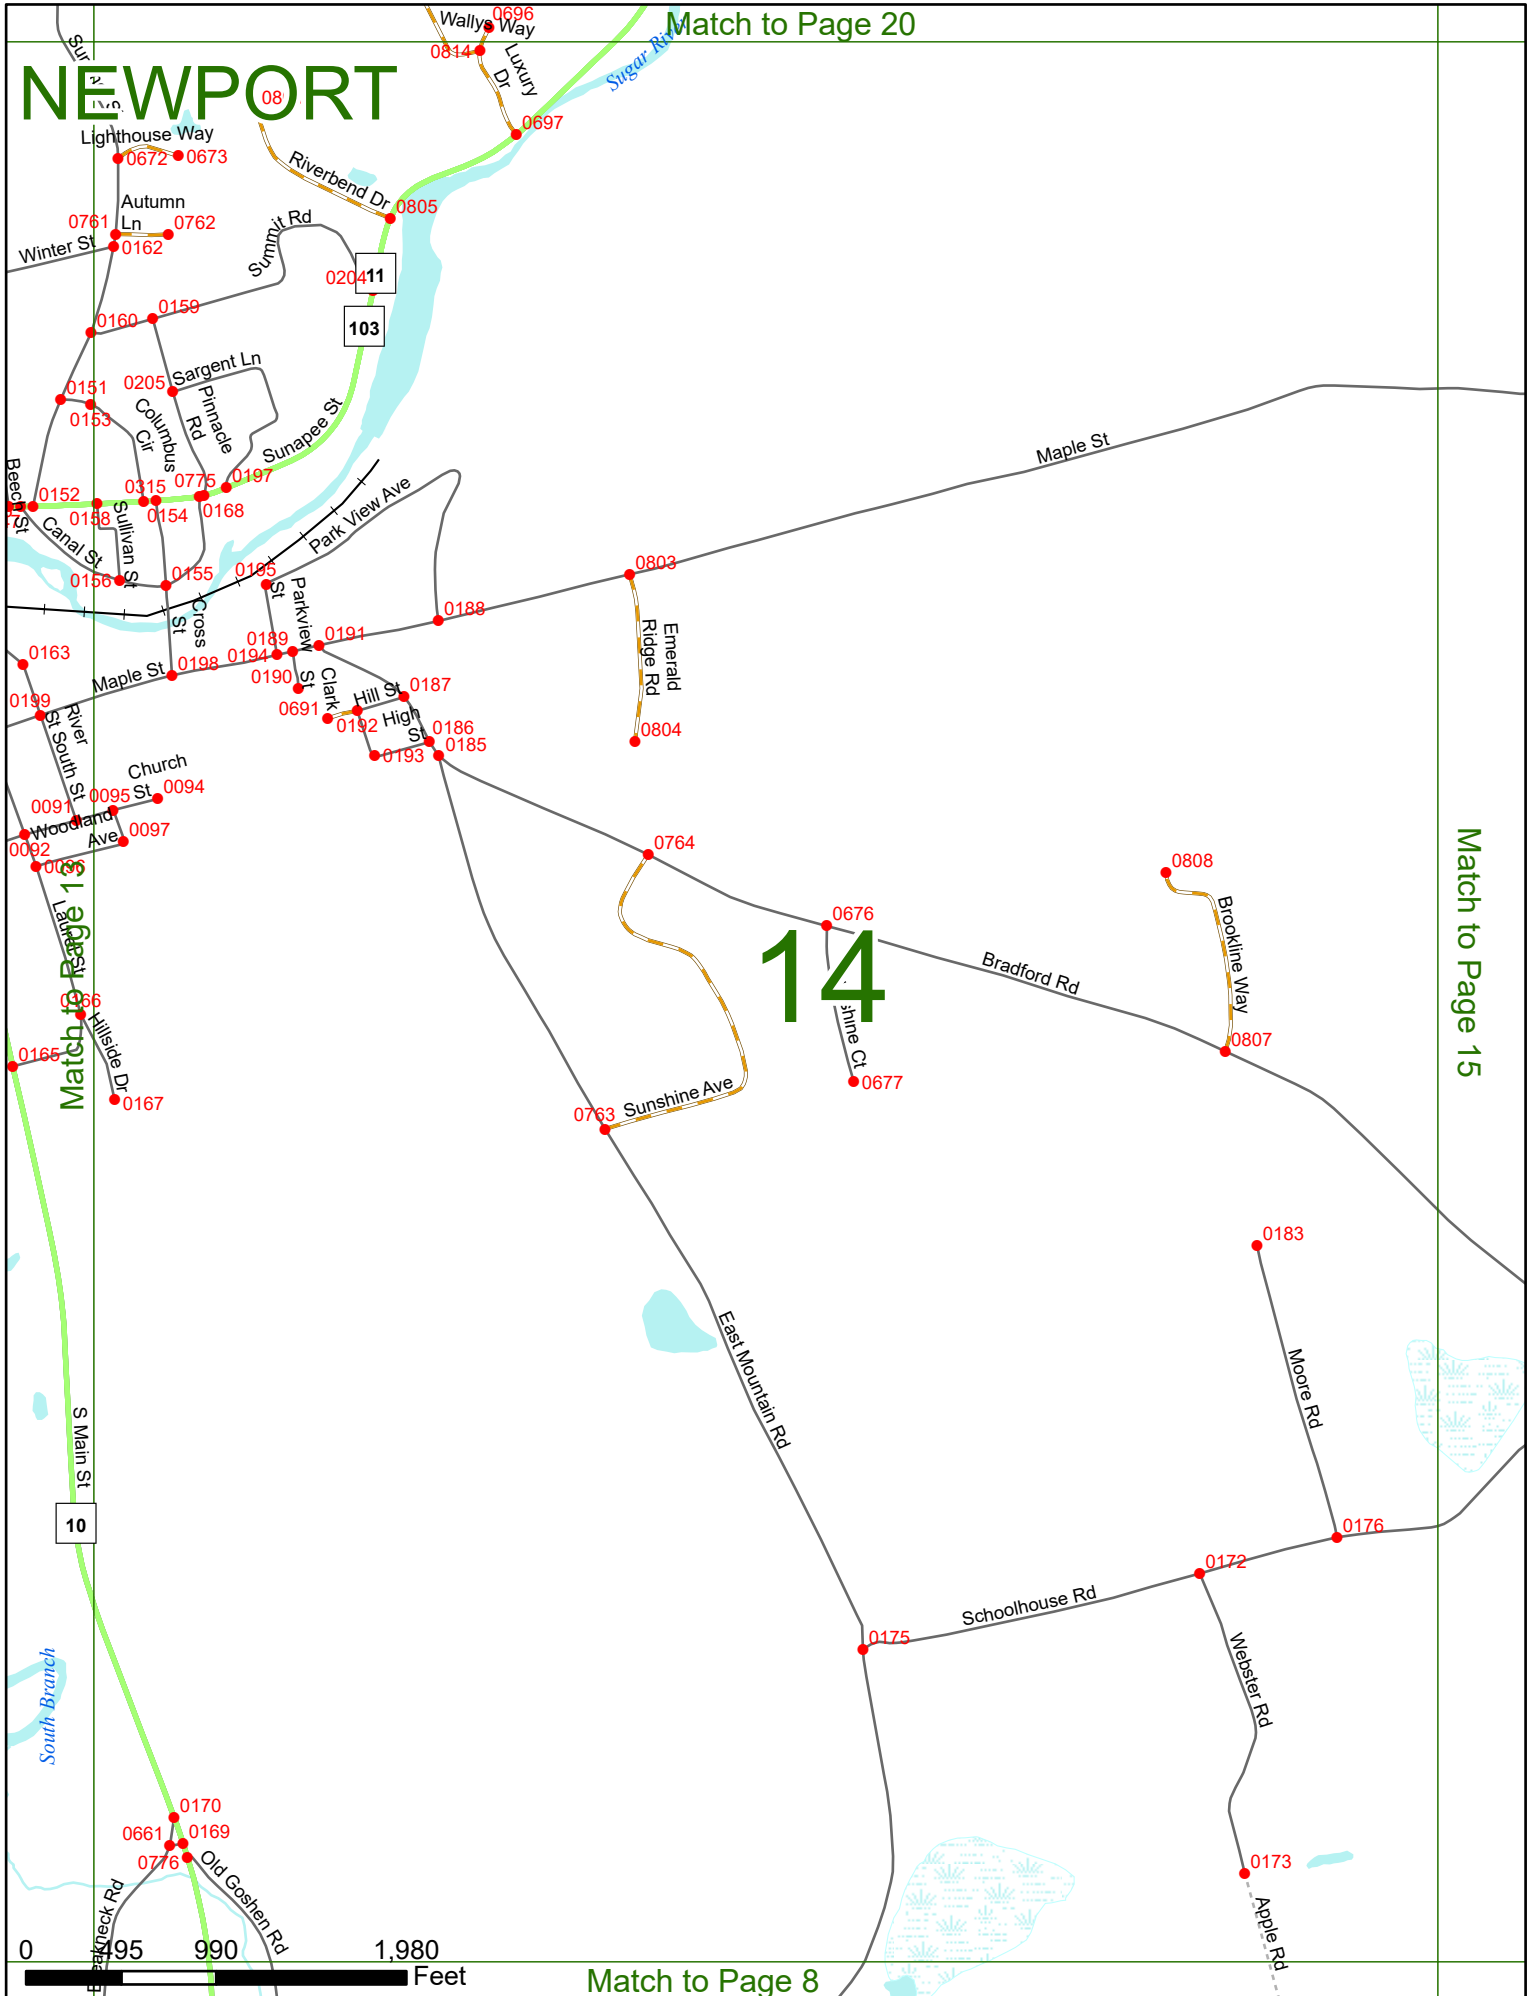 Match to Page 20
NEWPORT
Wallys Way
0696
0814
Luxury
Dr
Sugar River
0697
Lighthouse Way
0672
0673
Riverbend Dr
0805
Autumn
Ln
0761
0762
Winter St
0162
Summit Rd
0204
11
103
0159
0160
Sargent Ln
0205
Pinnacle
Rd
0151
0153
Columbus
Cir
Sunapee St
Maple St
Beech St
0152
0158
0315
0154
0775
0168
0197
Canal St
Sullivan St
0156
0155
Park View Ave
0195
Cross
St
Parkview
St
0803
0188
0163
0189
0191
0194
0198
Maple St
0190
Emerald
Ridge Rd
0199
River
St
South St
Clark
St
0691
Hill St
0187
0192
High
St
0186
0185
0193
0804
Church
St
0094
0095
0091
Woodland
Ave
0097
0092
0096
0764
0808
Match to Page 13
Laurel St
0676
14
Bradford Rd
Brookline Way
Match to Page 15
0166
Hillside Dr
0165
0167
shine Ct
0677
0807
0763
Sunshine Ave
0183
East Mountain Rd
Moore Rd
S Main St
10
0176
0172
Schoolhouse Rd
0175
Webster Rd
South Branch
0170
0661
0169
0776
Old Goshen Rd
0173
Apple Rd
0
495
990
1,980
Feet
Match to Page 8